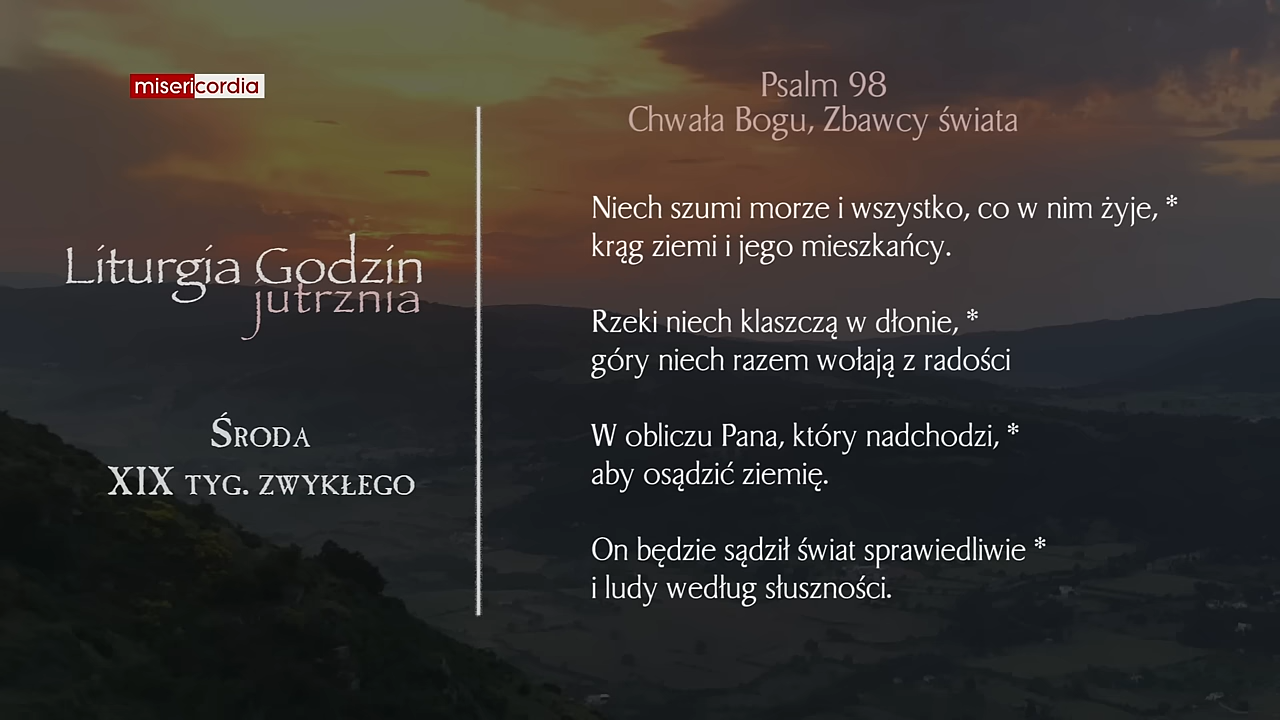 misericordia
Liturgia Godzin
jutrznia
Środa
XIX tyg. zwykłego
Psalm 98
Chwała Bogu, Zbawcy świata
Niech szumi morze i wszystko, co w nim żyje, *
krąg ziemi i jego mieszkańcy.
Rzeki niech klaszczą w dłonie, *
góry niech razem wołają z radości
W obliczu Pana, który nadchodzi, *
aby osądzić ziemię.
On będzie sądził świat sprawiedliwie *
i ludy według słuszności.